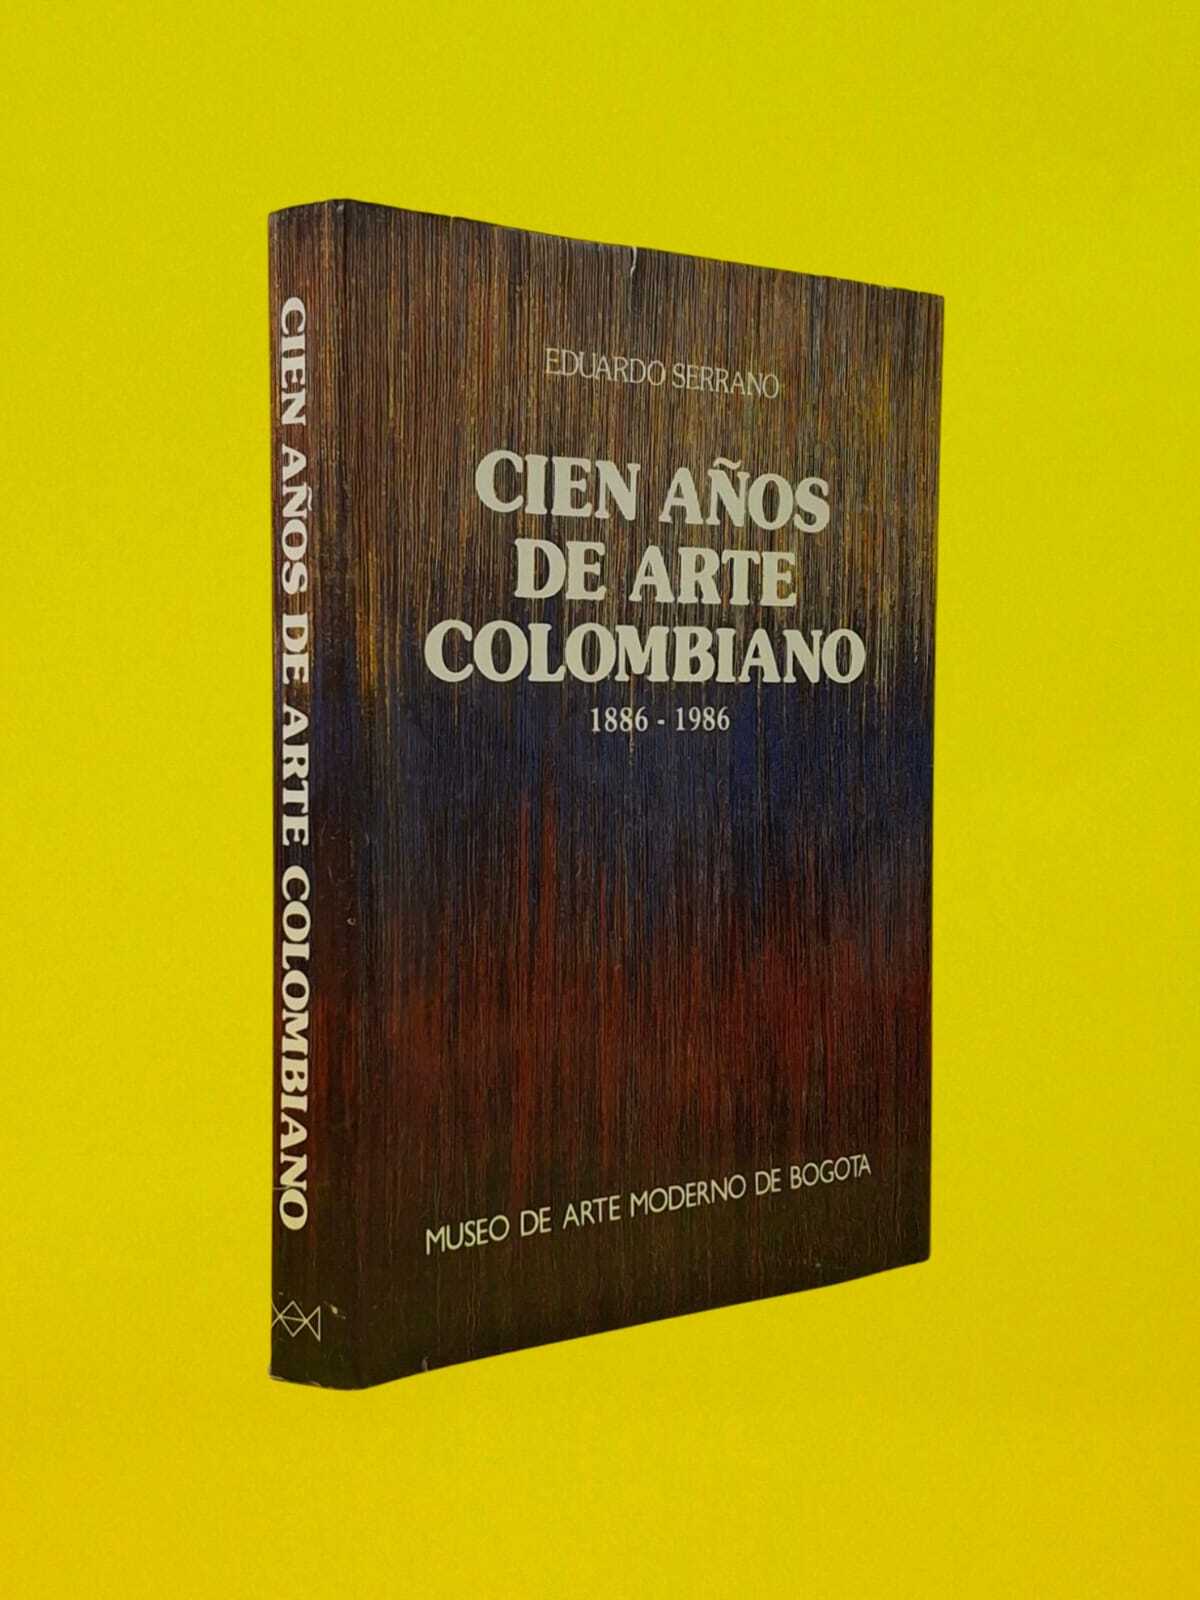 CIEN AÑOS DE ARTE COLOMBIANO
EDUARDO SERRANO
CIEN AÑOS
DE ARTE
COLOMBIANO
1886 - 1986
MUSEO DE ARTE MODERNO DE BOGOTA